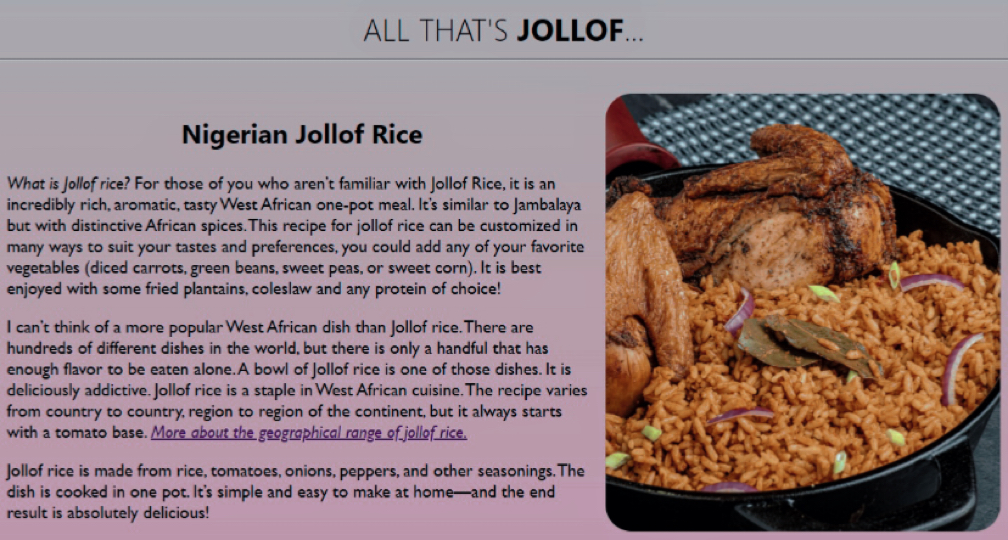 ALL THAT'S JOLLOF...
Nigerian Jollof Rice
What is Jollof rice? For those of you who aren't familiar with Jollof Rice, it is an
incredibly rich, aromatic, tasty West African one-pot meal. It's similar to Jambalaya
but with distinctive African spices. This recipe for jollof rice can be customized in
many ways to suit your tastes and preferences, you could add any of your favorite
vegetables (diced carrots, green beans, sweet peas, or sweet corn). It is best
enjoyed with some fried plantains, coleslaw and any protein of choice!
I can't think of a more popular West African dish than Jollof rice. There are
hundreds of different dishes in the world, but there is only a handful that has
enough flavor to be eaten alone. A bowl of Jollof rice is one of those dishes. It is
deliciously addictive. Jollof rice is a staple in West African cuisine. The recipe varies
from country to country, region to region of the continent, but it always starts
with a tomato base. More about the geographical range of jollof rice.
Jollof rice is made from rice, tomatoes, onions, peppers, and other seasonings. The
dish is cooked in one pot. It's simple and easy to make at home—and the end
result is absolutely delicious!